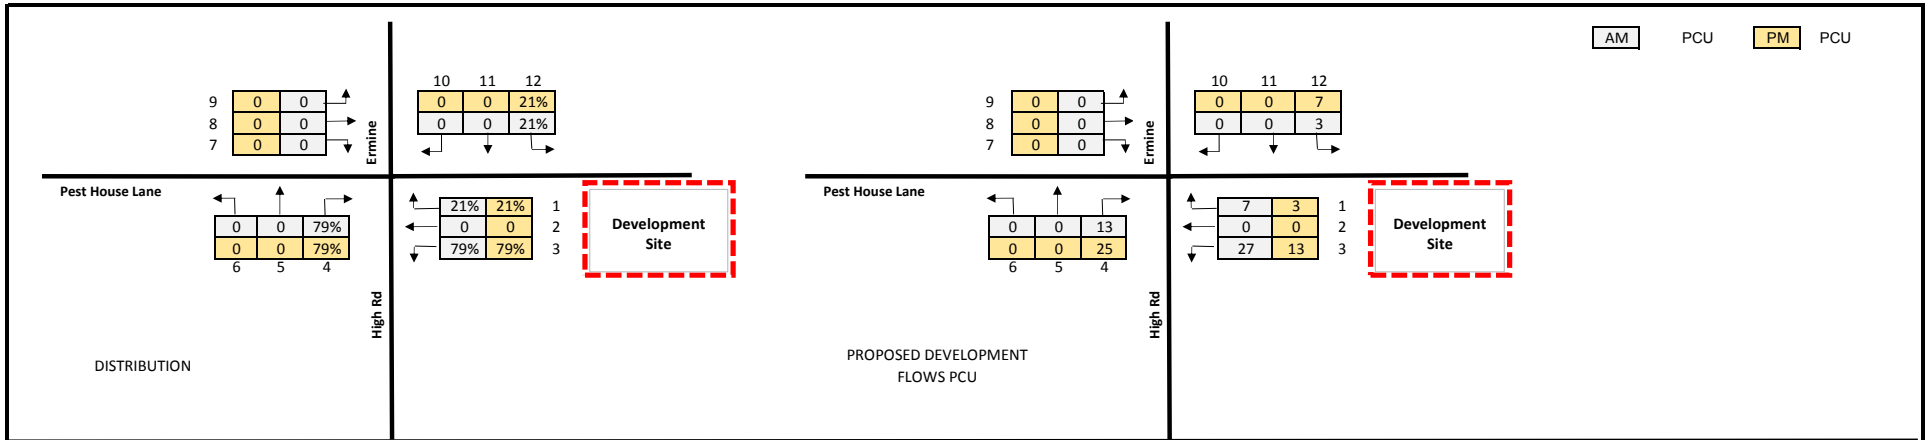 AM PCU PM PCU
10 11 12
9 0 0
0 0 21%
8 0 0
0 0 21%
7 0 0
Ermine
Pest House Lane
21% 21% 1
0 0 79%
0 0 2
0 0 79%
79% 79% 3
6 5 4
Development
Site
High Rd
DISTRIBUTION
10 11 12
9 0 0
0 0 7
8 0 0
0 0 3
7 0 0
Ermine
Pest House Lane
7 3 1
0 0 13
0 0 2
0 0 25
27 13 3
6 5 4
Development
Site
High Rd
PROPOSED DEVELOPMENT
FLOWS PCU